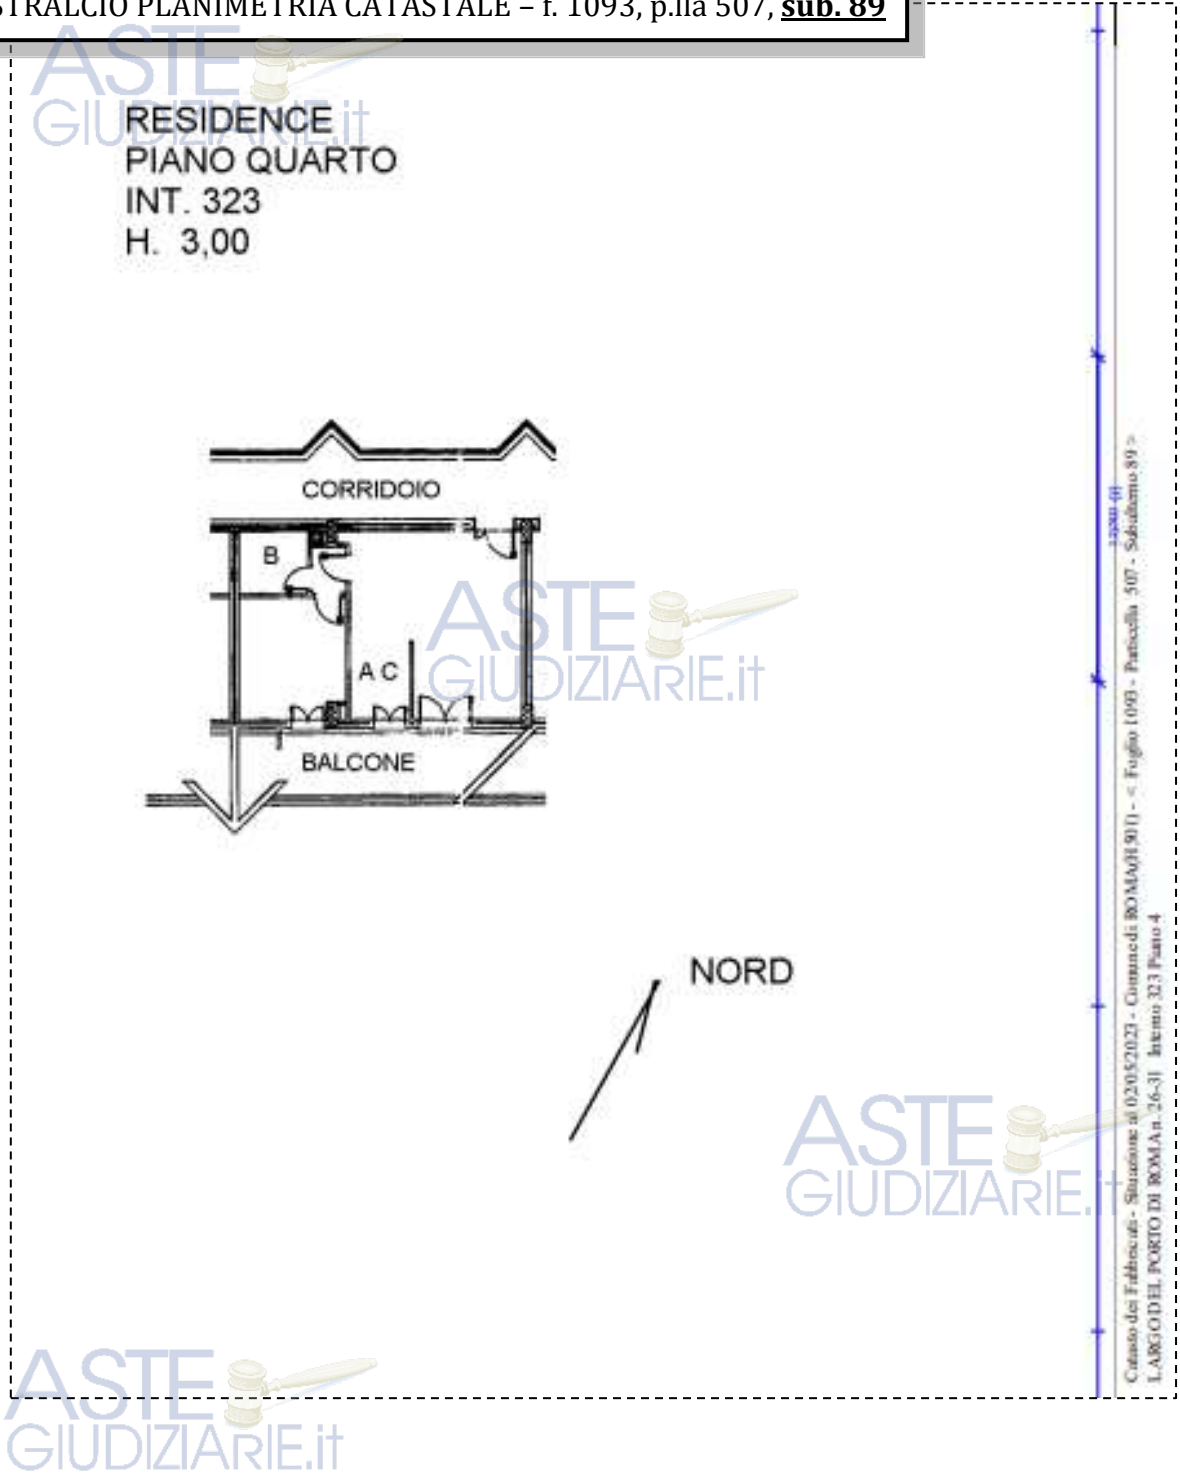 STRALCIO PLANIMETRIA CATASTALE – f. 1093, p.lla 507, sub. 89
ASTE
GIUDIZIARIE.it
RESIDENCE
PIANO QUARTO
INT. 323
H. 3,00
CORRIDOIO
B
A C
BALCONE
ASTE
GIUDIZIARIE.it
NORD
ASTE
GIUDIZIARIE.it
ASTE
GIUDIZIARIE.it
Catasto dei Fabbricati - Situazione al 02/05/2023 - Comune di ROMA(H501) - < Foglio 1093 - Particella 507 - Subalterno 89 >
LARGO DEL PORTO DI ROMA n. 26-31 Interno 323 Piano 4